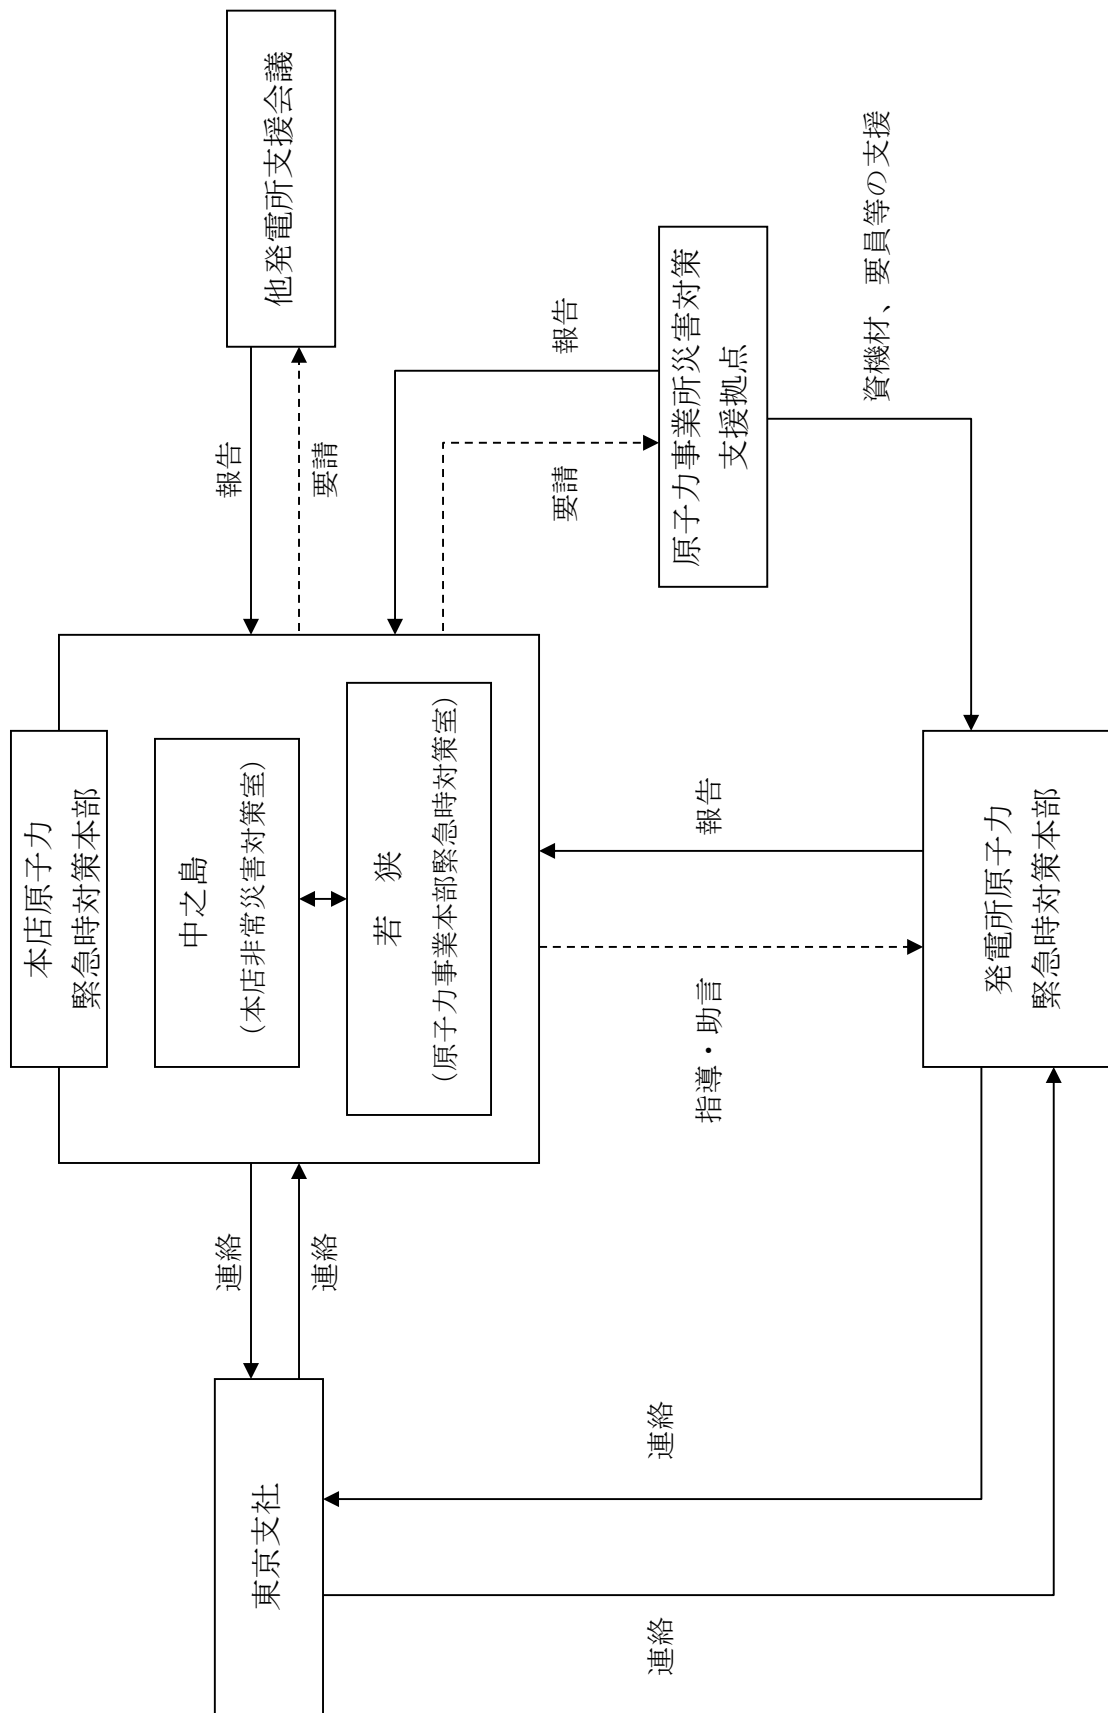 本店原子力
緊急時対策本部
中之島
(本店非常災害対策室)
若 狭
(原子力事業本部緊急時対策室)
他発電所支援会議
報告
要請
報告
要請
原子力事業所災害対策
支援拠点
資機材、要員等の支援
連絡
連絡
東京支社
報告
指導・助言
発電所原子力
緊急時対策本部
連絡
連絡